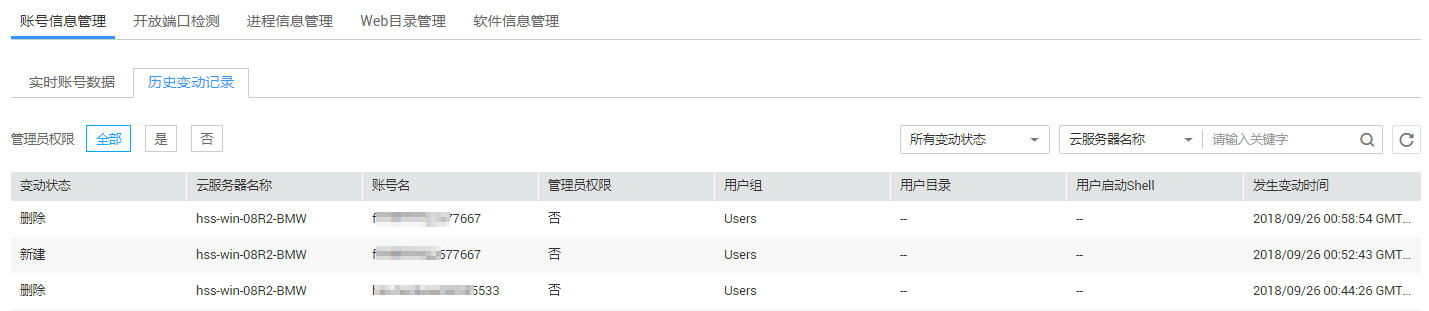 账号信息管理 开放端口检测 进程信息管理 Web目录管理 软件信息管理
实时账号数据 历史变动记录
管理员权限 全部 是 否 所有变动状态 云服务器名称 请输入关键字
变动状态 云服务器名称 账号名 管理员权限 用户组 用户目录 用户启动Shell 发生变动时间
删除 hss-win-08R2-BMW 否 Users -- -- 2018/09/26 00:58:54 GMT...
新建 hss-win-08R2-BMW 否 Users -- -- 2018/09/26 00:52:43 GMT...
删除 hss-win-08R2-BMW 否 Users -- -- 2018/09/26 00:44:26 GMT...